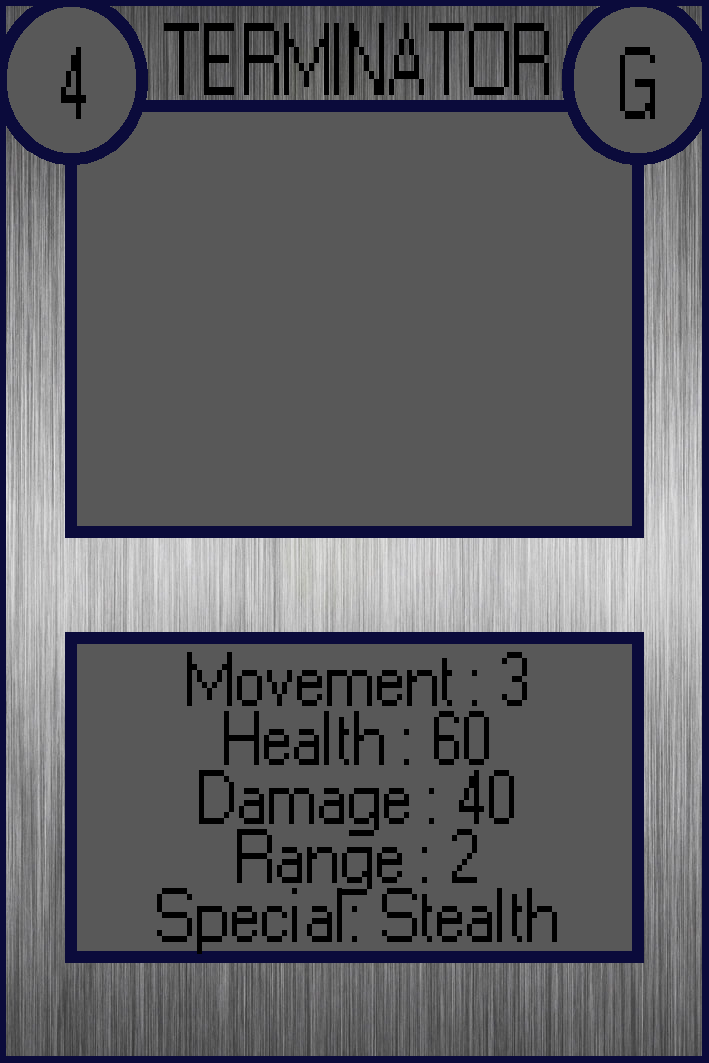 4
TERMINATOR
G
Movement : 3
Health : 60
Damage : 40
Range : 2
Special: Stealth